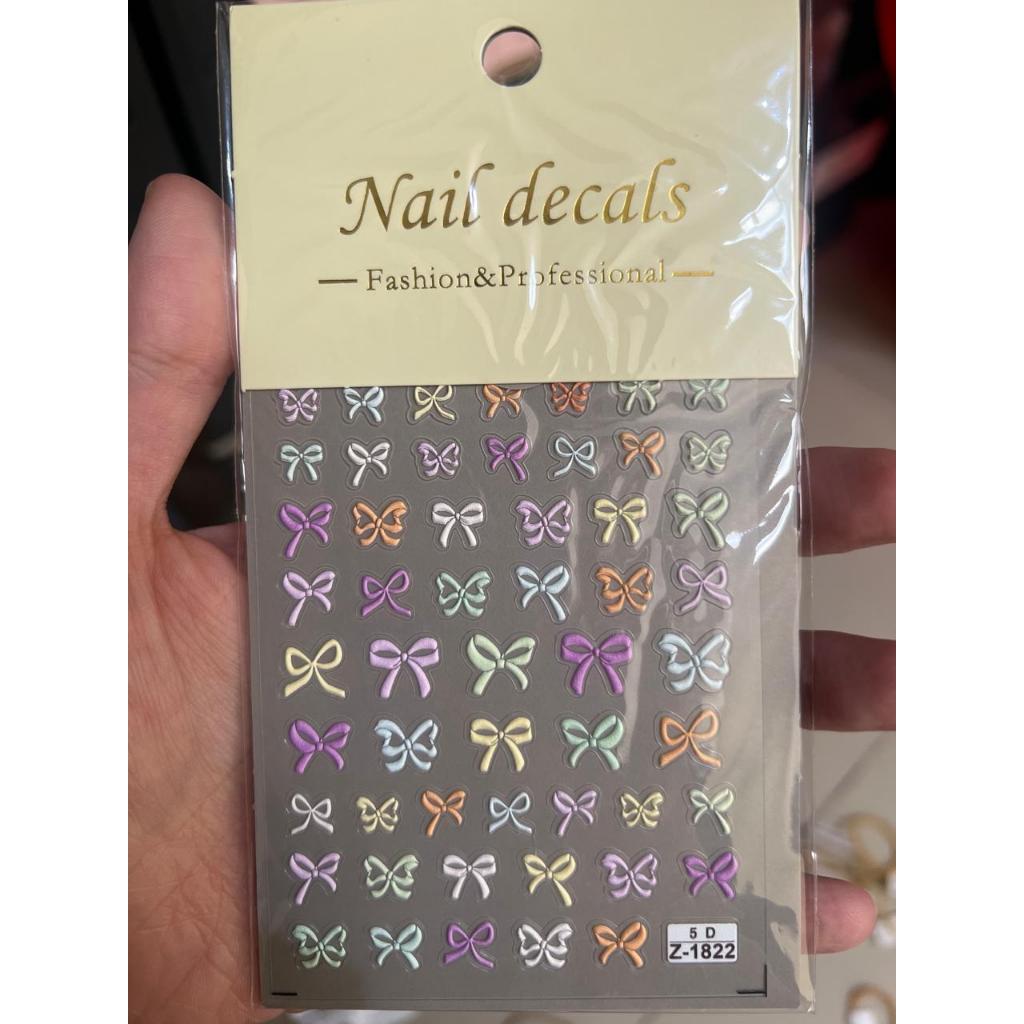 Nail decals
Fashion&Professional
5 D
Z-1822